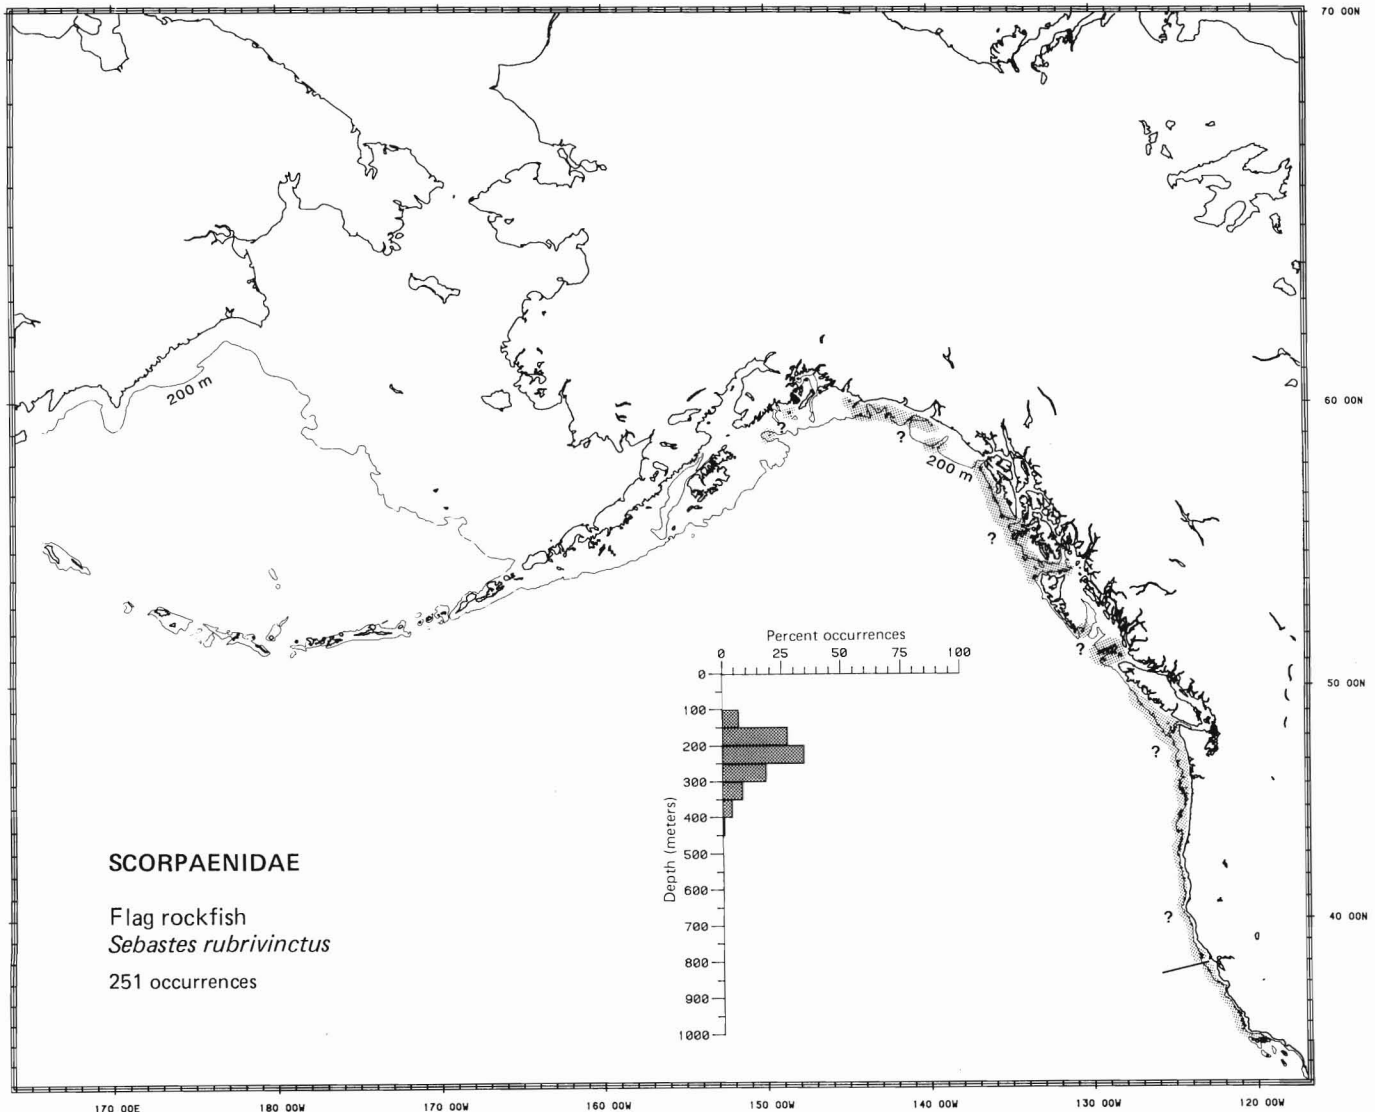 70 00N
200 m
60 00N
?
?
200 m
?
Percent occurrences
0 25 50 75 100
?
0
50 00N
100
200
?
300
400
Depth (meters)
500
SCORPAENIDAE
600
Flag rockfish
?
40 00N
700
Sebastes rubrivinctus
800
251 occurrences
900
1000
170 00E 180 00W 170 00W 160 00W 150 00W 140 00W 130 00W 120 00W